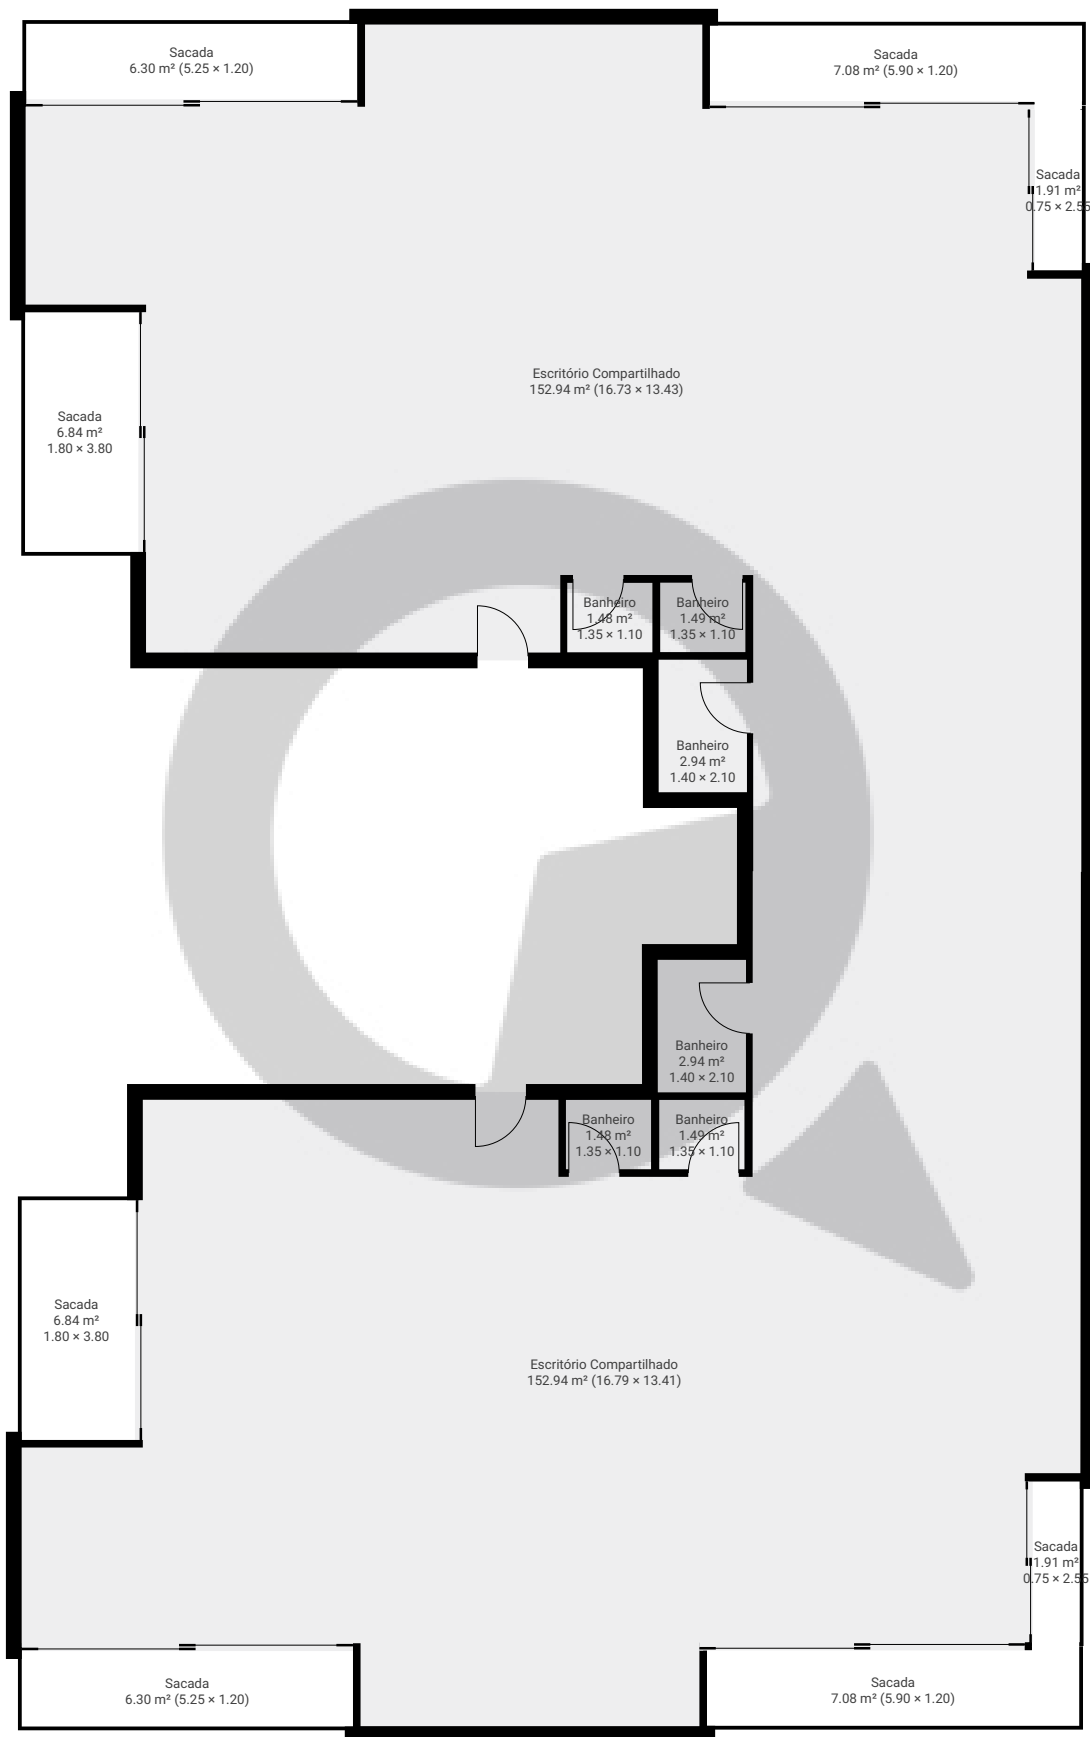 Sacada
6.30 m² (5.25 × 1.20)
Sacada
7.08 m² (5.90 × 1.20)
Sacada
1.91 m²
0.75 × 2.55
Escritório Compartilhado
152.94 m² (16.73 × 13.43)
Sacada
6.84 m²
1.80 × 3.80
Banheiro
1.48 m²
1.35 × 1.10
Banheiro
1.49 m²
1.35 × 1.10
Banheiro
2.94 m²
1.40 × 2.10
Banheiro
2.94 m²
1.40 × 2.10
Banheiro
1.48 m²
1.35 × 1.10
Banheiro
1.49 m²
1.35 × 1.10
Sacada
6.84 m²
1.80 × 3.80
Escritório Compartilhado
152.94 m² (16.79 × 13.41)
Sacada
1.91 m²
0.75 × 2.55
Sacada
6.30 m² (5.25 × 1.20)
Sacada
7.08 m² (5.90 × 1.20)